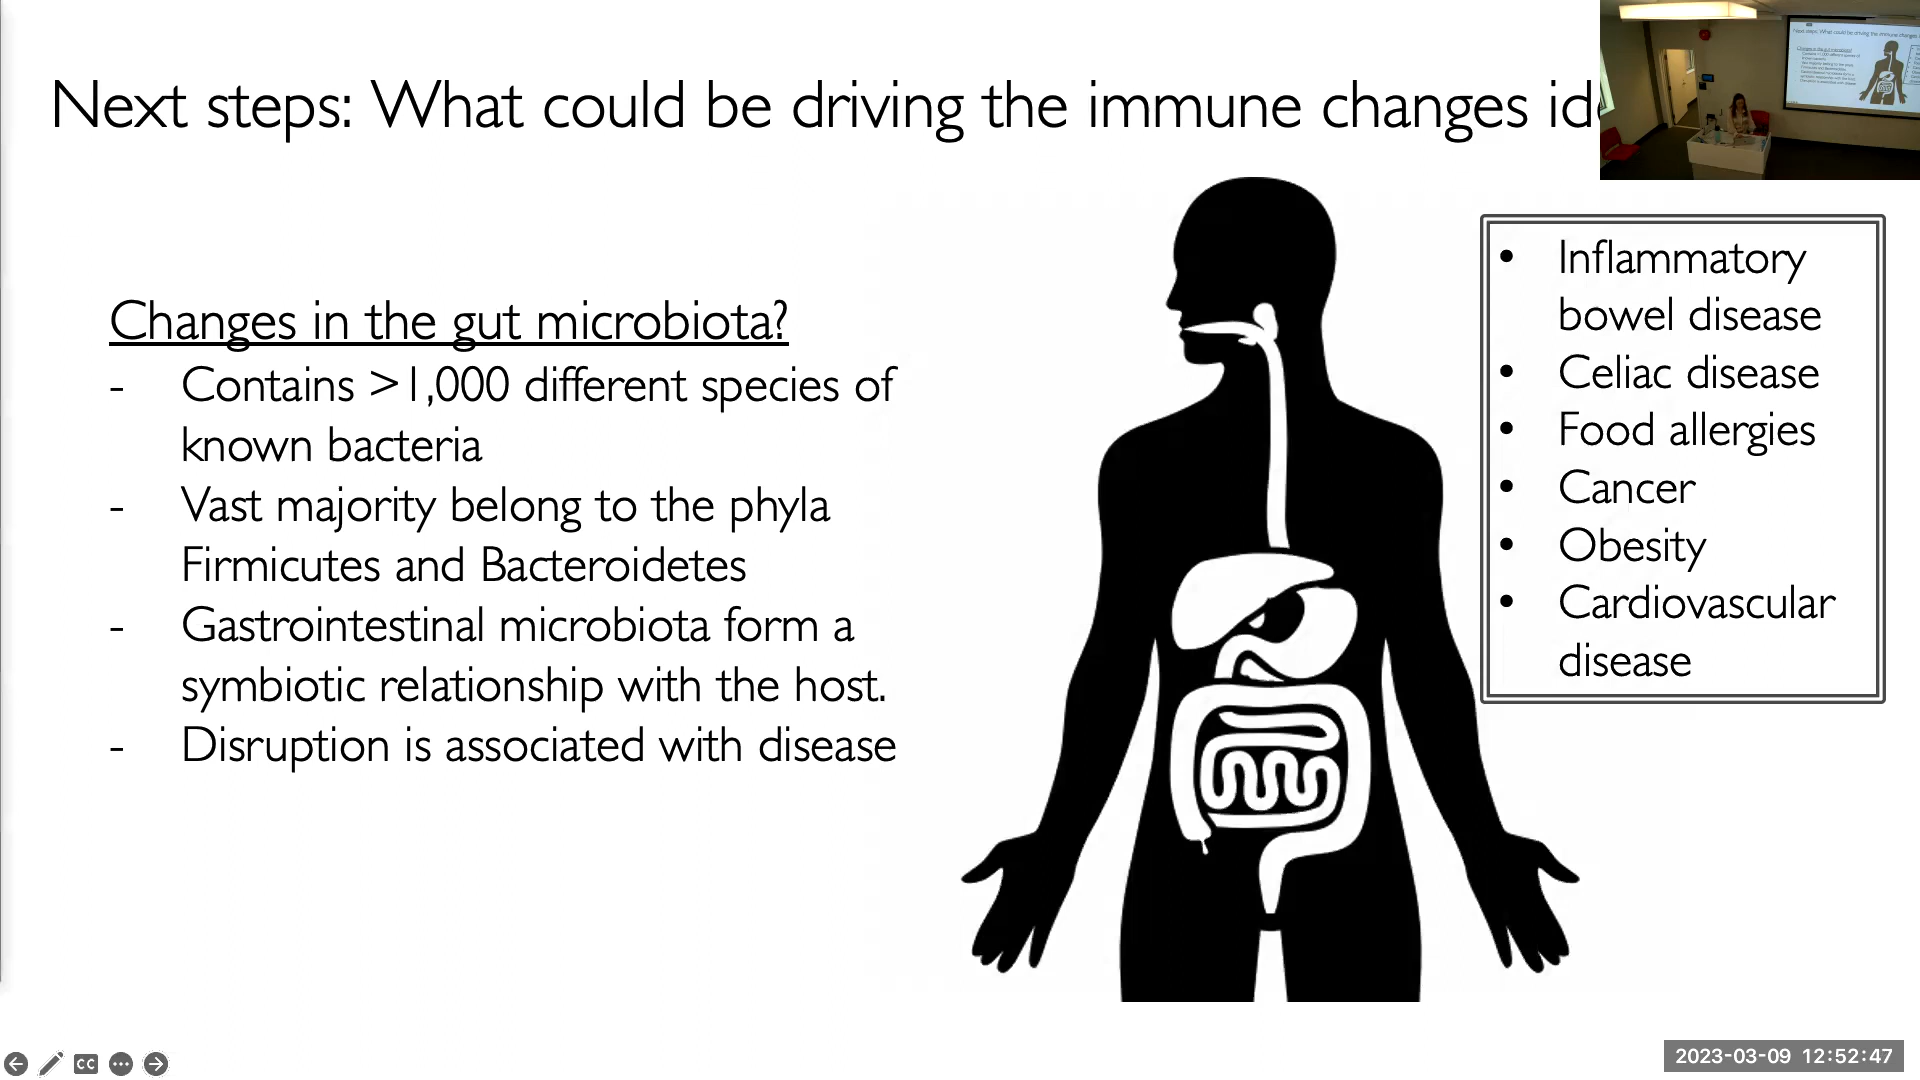 Next steps: What could be driving the immune changes
Changes in the gut microbiota?
- Contains >1,000 different species of
known bacteria
- Vast majority belong to the phyla
Firmicutes and Bacteroidetes
- Gastrointestinal microbiota form a
symbiotic relationship with the host.
- Disruption is associated with disease
• Inflammatory
bowel disease
• Celiac disease
• Food allergies
• Cancer
• Obesity
• Cardiovascular
disease
CC
2023-03-09 12:52:47